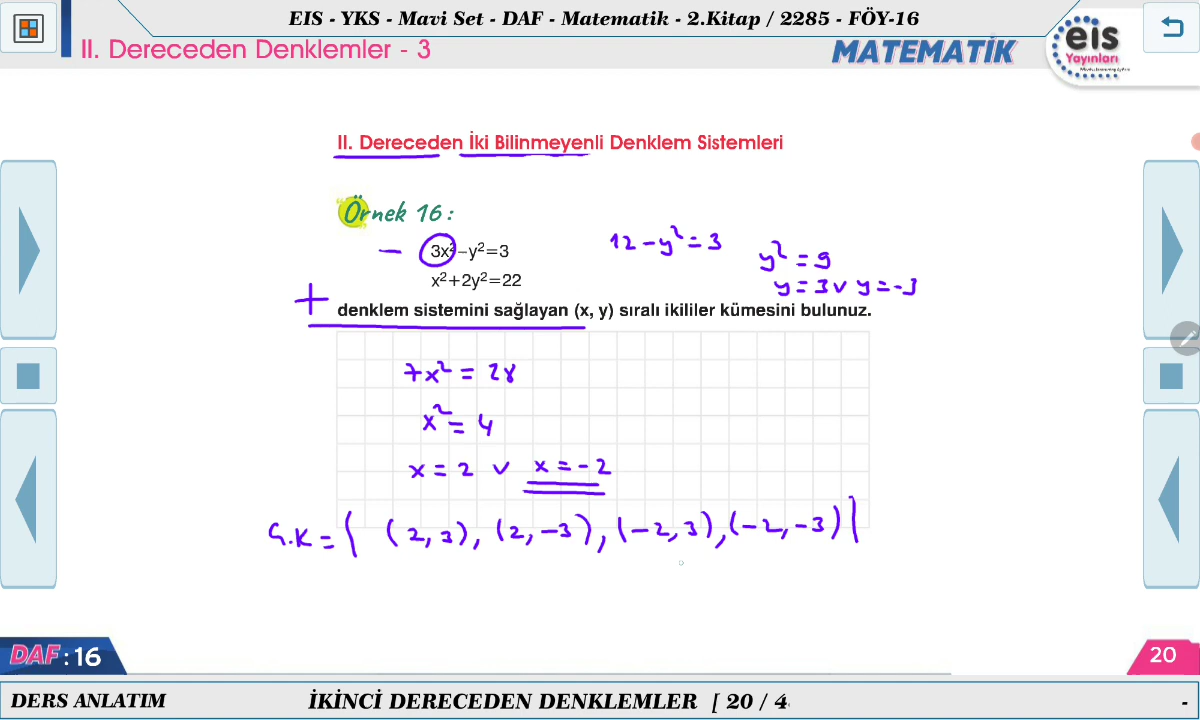 EIS - YKS - Mavi Set - DAF - Matematik - 2.Kitap / 2285 - FÖY-16
II. Dereceden Denklemler - 3
MATEMATİK
eis
Yayınları
II. Dereceden İki Bilinmeyenli Denklem Sistemleri
Örnek 16:
− 3x²−y²=3
12−y²=3
y²=9
x²+2y²=22
y=3 ∨ y=-3
+
denklem sistemini sağlayan (x, y) sıralı ikililer kümesini bulunuz.
7x² = 28
x² = 4
x = 2 ∨ x = -2
Ç.K = { (2,3), (2,-3), (-2,3), (-2,-3) }
DAF : 16
20
DERS ANLATIM
İKİNCİ DERECEDEN DENKLEMLER [ 20 / 4
-